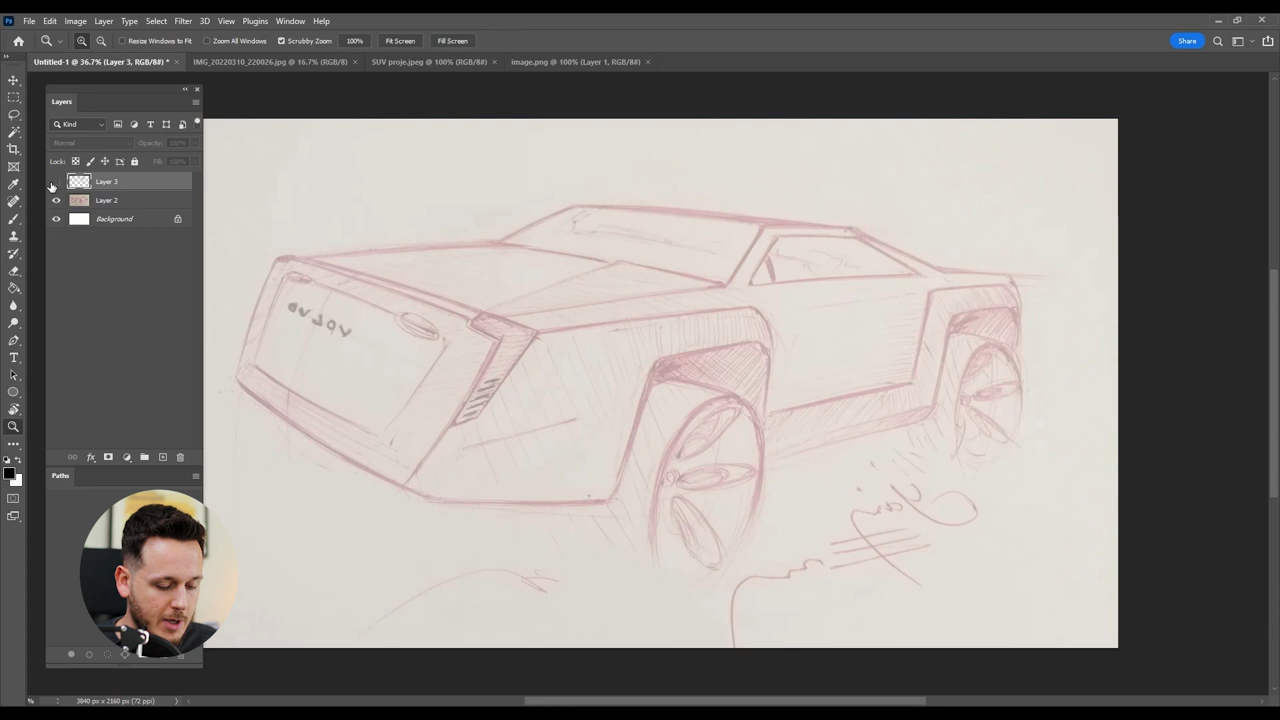 Ps File Edit Image Layer Type Select Filter 3D View Plugins Window Help
Resize Windows to Fit Zoom All Windows Scrubby Zoom 100% Fit Screen Fill Screen Share
Untitled-1 @ 36.7% (Layer 3, RGB/8#) * IMG_20220310_220026.jpg @ 16.7% (RGB/8) SUV proje.jpeg @ 100% (RGB/8#) image.png @ 100% (Layer 1, RGB/8#)
Layers
Kind
Normal Opacity: 100%
Lock: Fill: 100%
Layer 3
Layer 2
Background
Paths
% 3840 px x 2160 px (72 ppi)